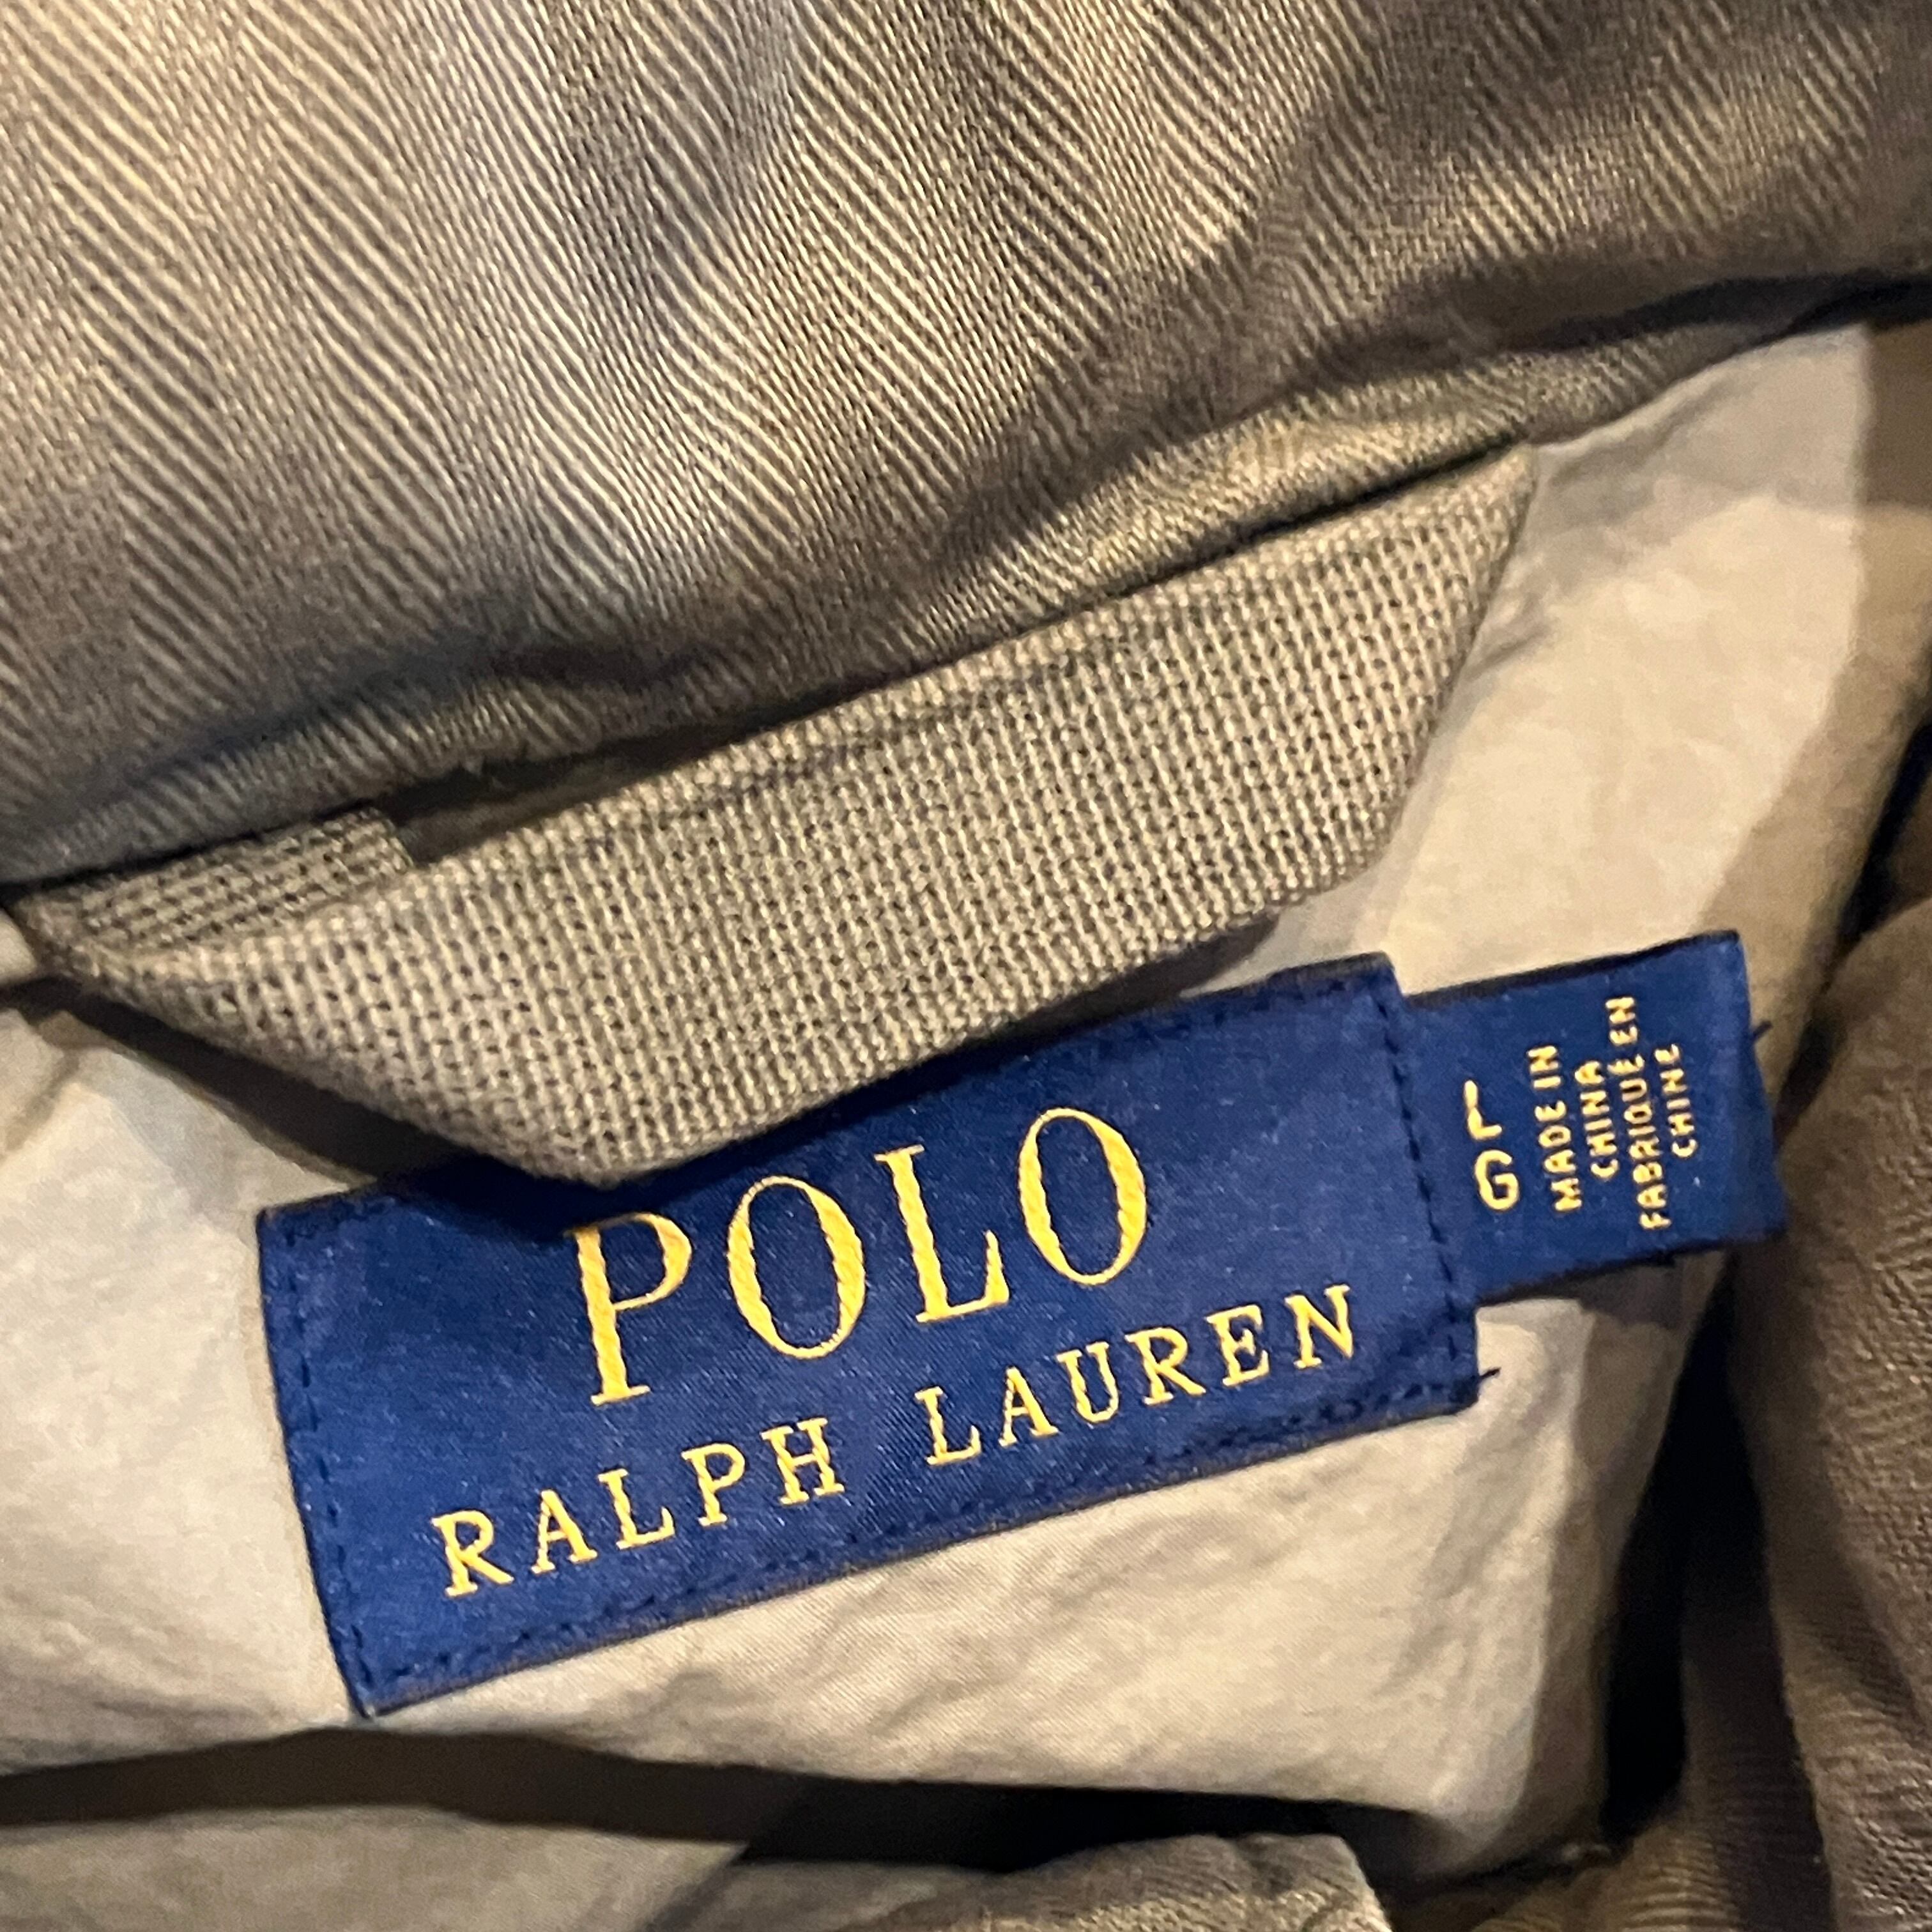 POLO
RALPH LAUREN
L
G
MADE IN
CHINA
FABRIQUÉ EN
CHINE